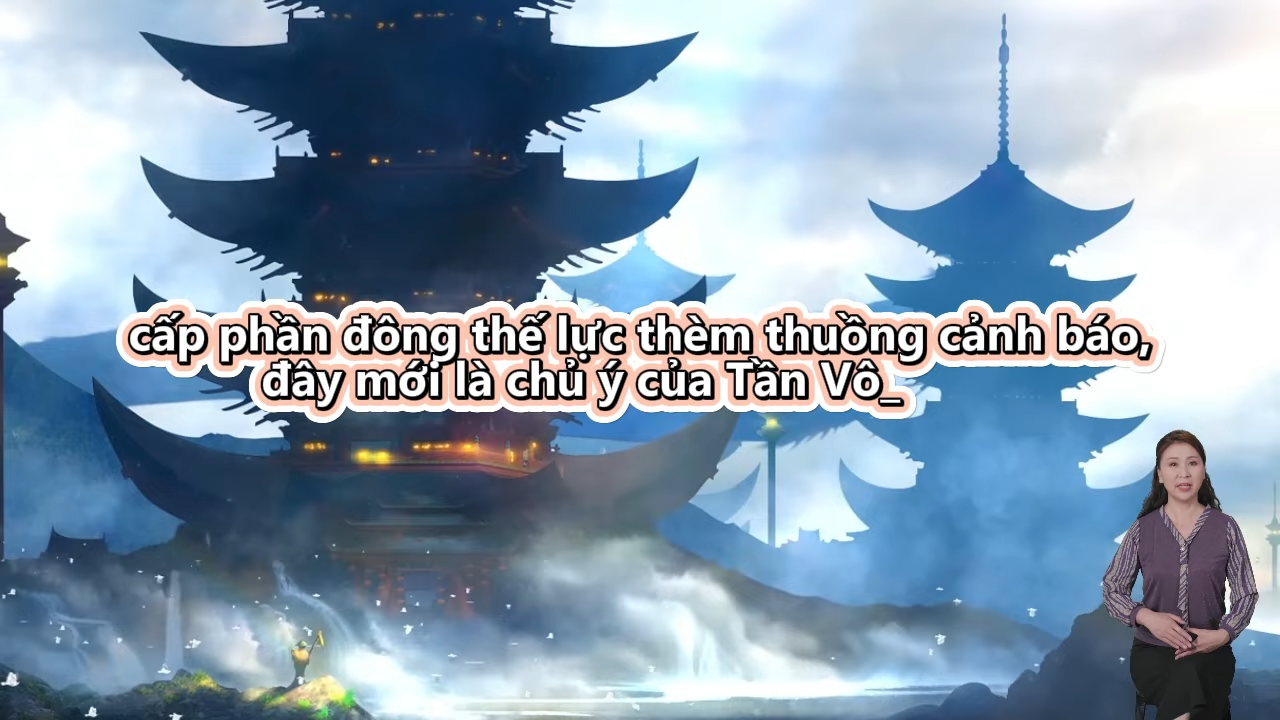 cấp phần đông thế lực thèm thuồng cảnh báo,
đây mới là chủ ý của Tần Vô_